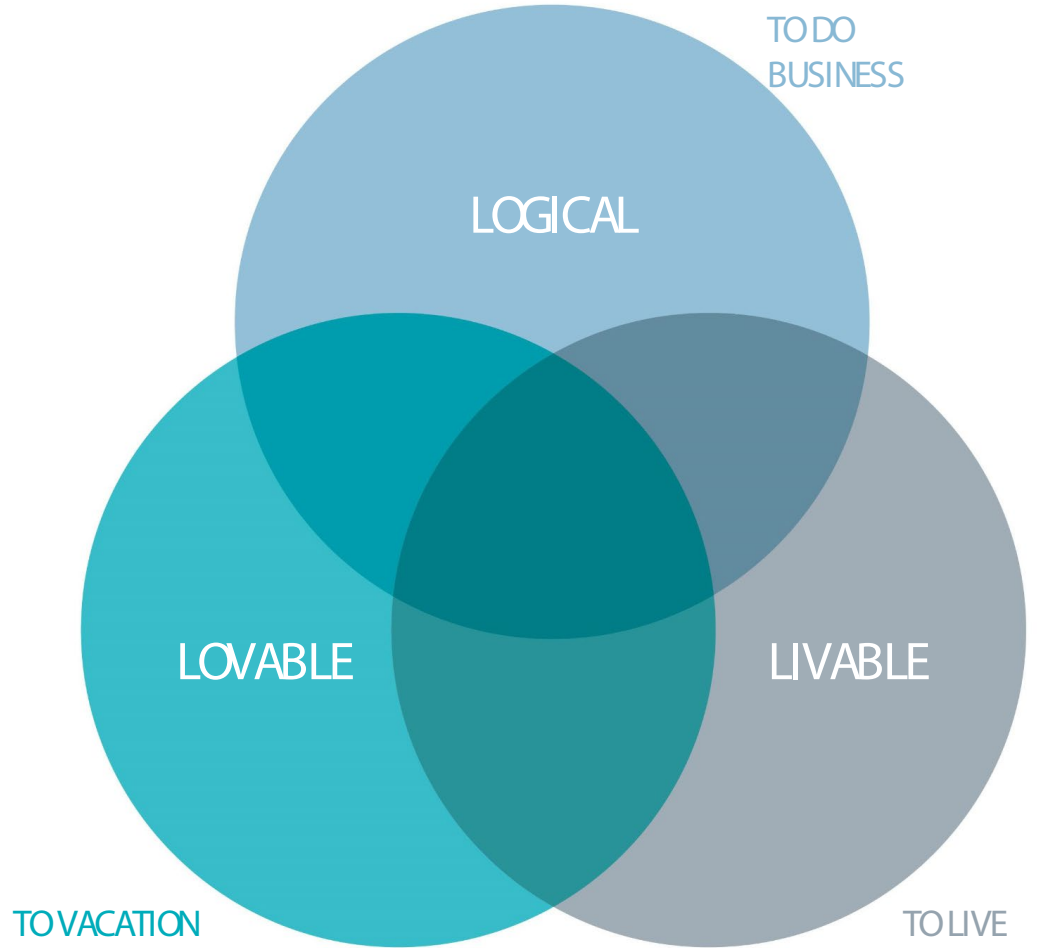 TO DO
BUSINESS
LOGICAL
LOVABLE
LIVABLE
TO VACATION
TO LIVE